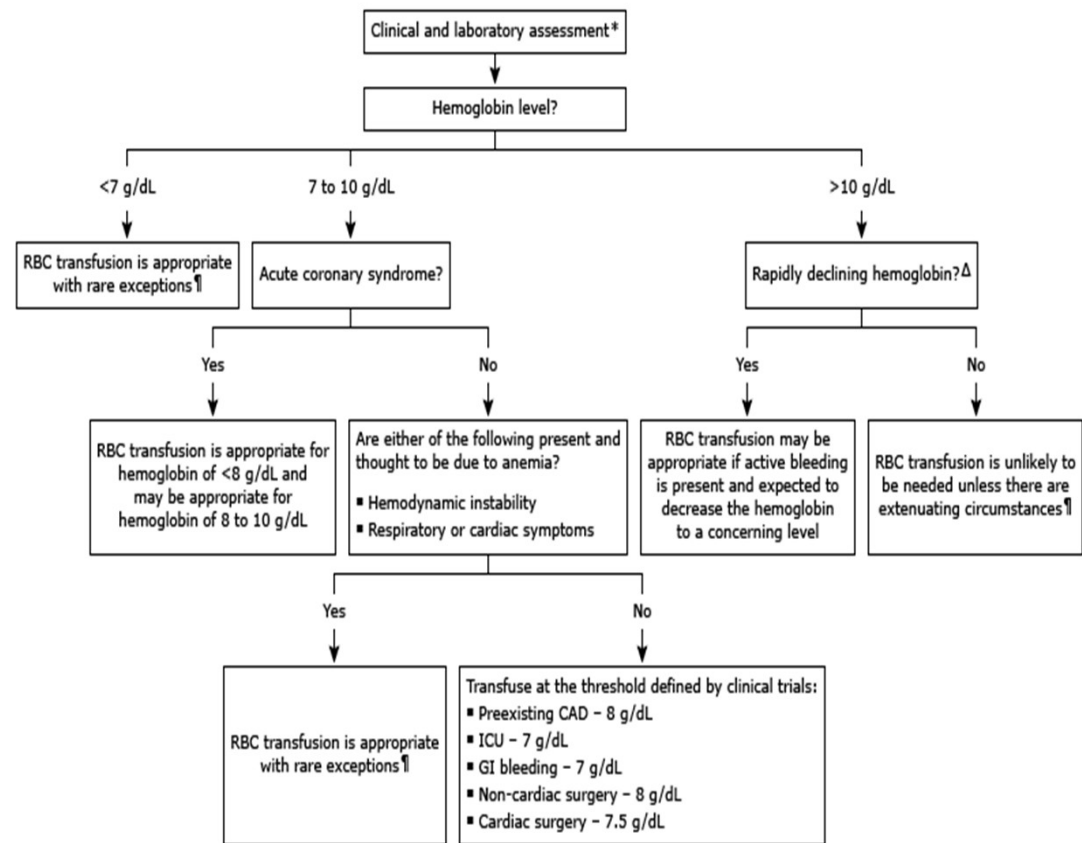 Clinical and laboratory assessment*
Hemoglobin level?
<7 g/dL
7 to 10 g/dL
>10 g/dL
RBC transfusion is appropriate
with rare exceptions¶
Acute coronary syndrome?
Rapidly declining hemoglobin?Δ
Yes
No
Yes
No
RBC transfusion is appropriate for
hemoglobin of <8 g/dL and
may be appropriate for
hemoglobin of 8 to 10 g/dL
Are either of the following present and
thought to be due to anemia?
▪ Hemodynamic instability
▪ Respiratory or cardiac symptoms
RBC transfusion may be
appropriate if active bleeding
is present and expected to
decrease the hemoglobin
to a concerning level
RBC transfusion is unlikely to
be needed unless there are
extenuating circumstances¶
Yes
No
RBC transfusion is appropriate
with rare exceptions¶
Transfuse at the threshold defined by clinical trials:
▪ Preexisting CAD – 8 g/dL
▪ ICU – 7 g/dL
▪ GI bleeding – 7 g/dL
▪ Non-cardiac surgery – 8 g/dL
▪ Cardiac surgery – 7.5 g/dL